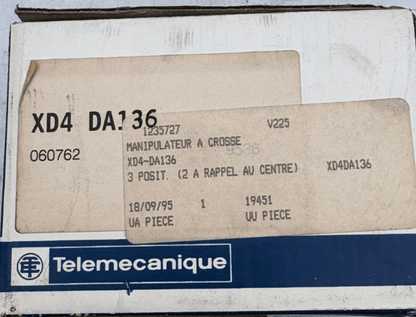 XD4 DA136
060762
1235727 V225
MANIPULATEUR A CROSSE
9536
XD4-DA136
3 POSIT. (2 A RAPPEL AU CENTRE) XD4DA136
18/09/95 1 19451
UA PIECE UU PIECE
Telemecanique